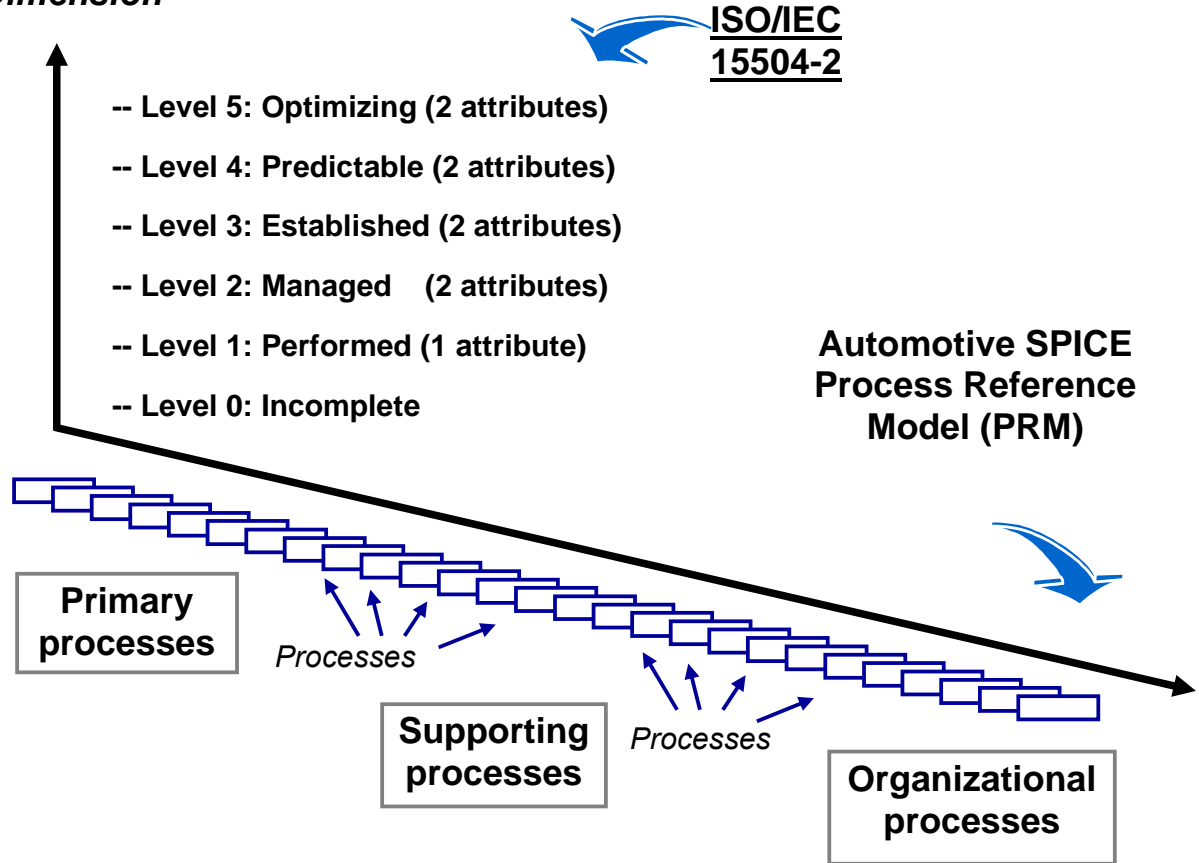 ISO/IEC
15504-2
-- Level 5: Optimizing (2 attributes)
-- Level 4: Predictable (2 attributes)
-- Level 3: Established (2 attributes)
-- Level 2: Managed (2 attributes)
-- Level 1: Performed (1 attribute)
-- Level 0: Incomplete
Automotive SPICE
Process Reference
Model (PRM)
Primary
processes
Processes
Supporting
processes
Processes
Organizational
processes